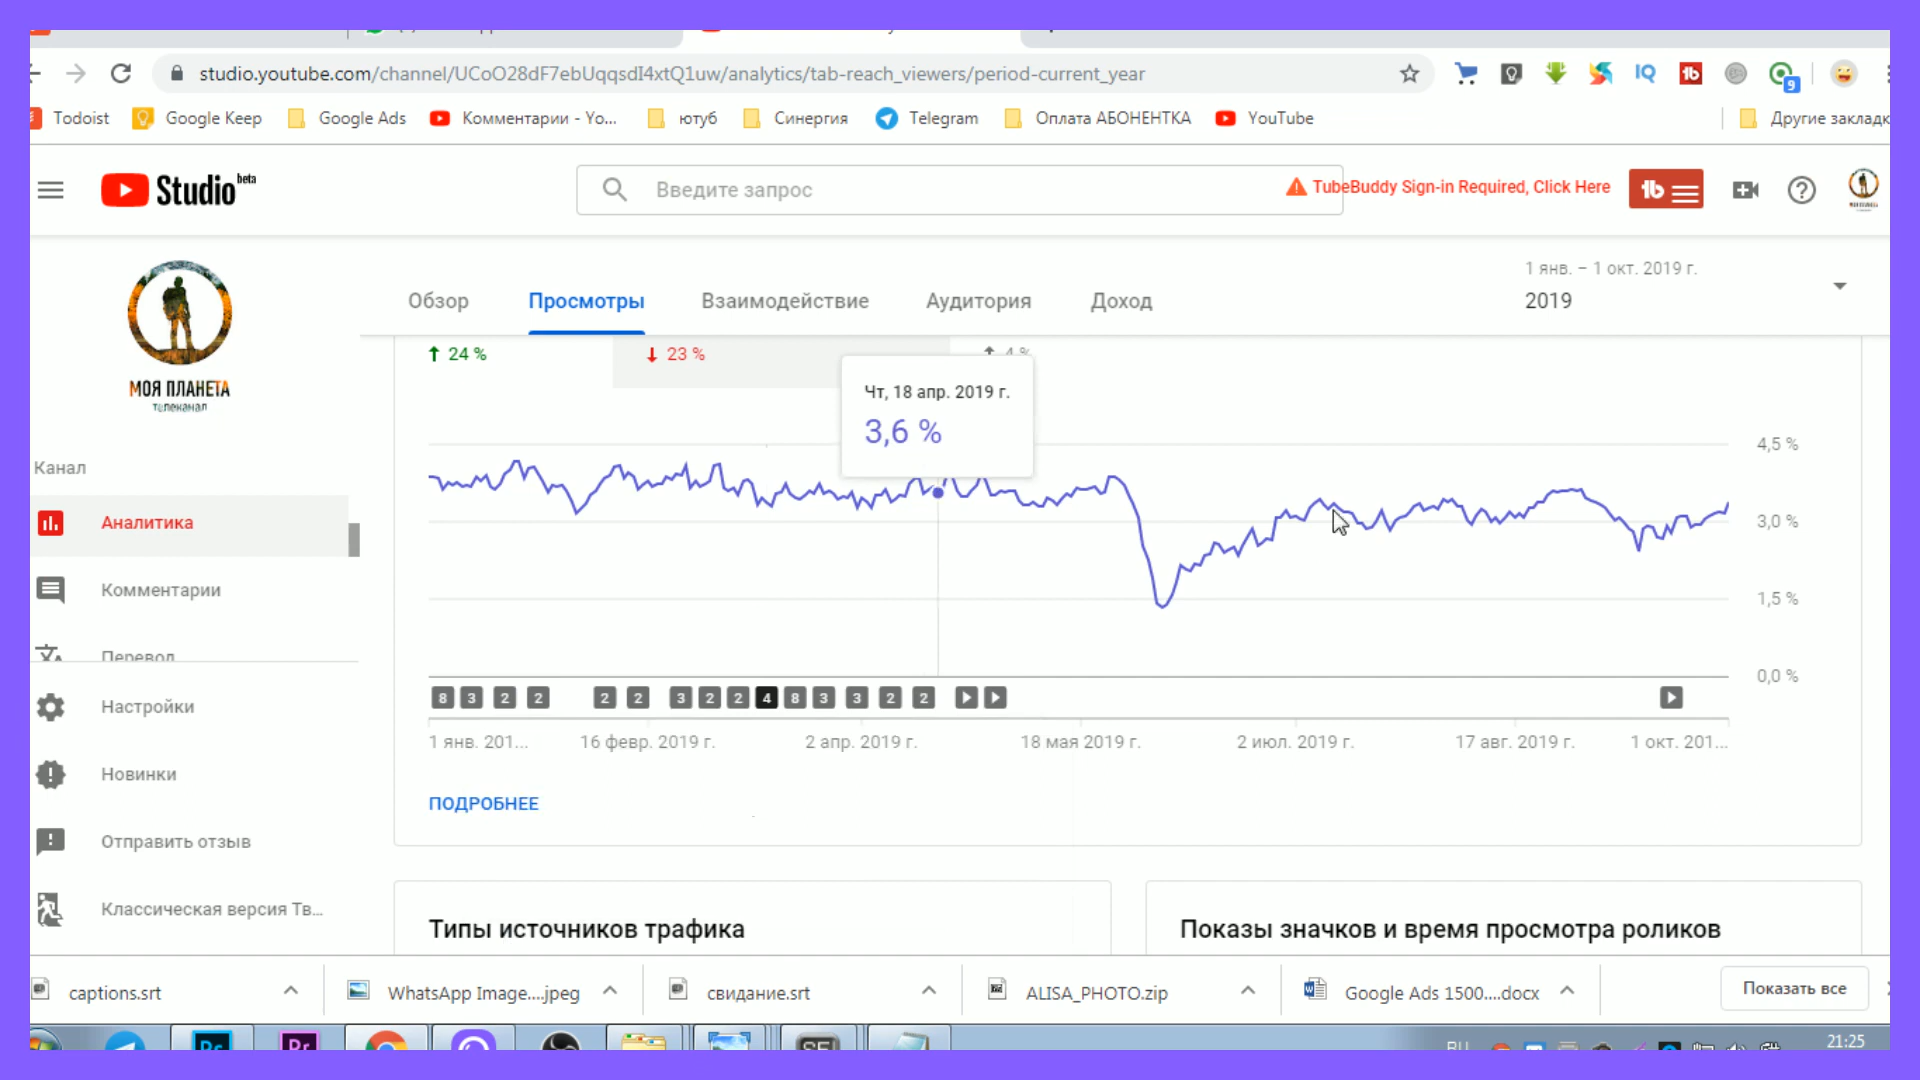 studio.youtube.com/channel/UCoO28dF7ebUqqsdI4xtQ1uw/analytics/tab-reach_viewers/period-current_year
Todoist Google Keep Google Ads Комментарии - Yo... ютуб Синергия Telegram Оплата АБОНЕНТКА YouTube Другие закладк
Studio beta Введите запрос TubeBuddy Sign-in Required, Click Here
1 янв. – 1 окт. 2019 г.
2019
Обзор Просмотры Взаимодействие Аудитория Доход
МОЯ ПЛАНЕТА
телеканал
24 % 23 % 4 %
Чт, 18 апр. 2019 г.
3,6 %
4,5 %
3,0 %
1,5 %
0,0 %
8 3 2 2 2 2 3 2 2 4 8 3 3 2 2
1 янв. 201... 16 февр. 2019 г. 2 апр. 2019 г. 18 мая 2019 г. 2 июл. 2019 г. 17 авг. 2019 г. 1 окт. 201...
ПОДРОБНЕЕ
Канал
Аналитика
Комментарии
Перевод
Настройки
Новинки
Отправить отзыв
Классическая версия Тв...
Типы источников трафика
Показы значков и время просмотра роликов
captions.srt WhatsApp Image....jpeg свидание.srt ALISA_PHOTO.zip Google Ads 1500....docx Показать все
RU 21:25